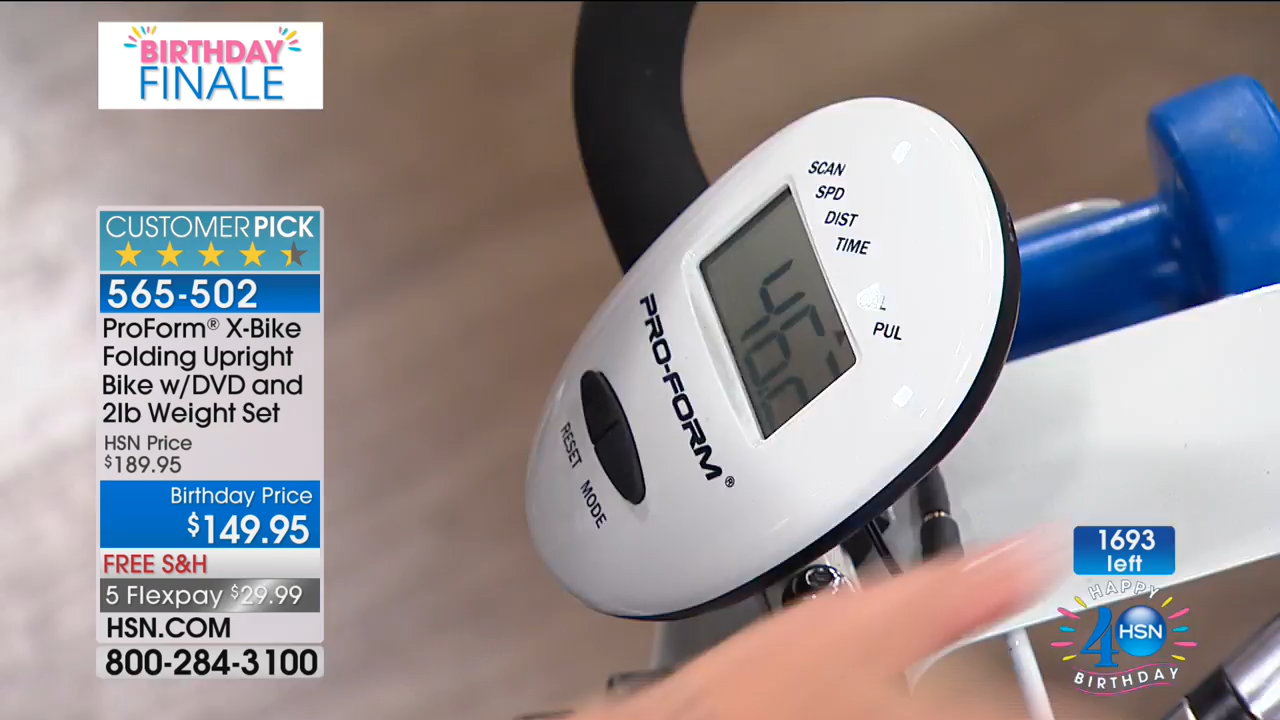 BIRTHDAY
FINALE
CUSTOMER PICK
565-502
ProForm® X-Bike
Folding Upright
Bike w/DVD and
2lb Weight Set
HSN Price
$189.95
Birthday Price
$149.95
FREE S&H
5 Flexpay $29.99
HSN.COM
800-284-3100
SCAN
SPD
DIST
TIME
PUL
PRO-FORM®
RESET
MODE
1693
left
HAPPY
40 HSN
BIRTHDAY